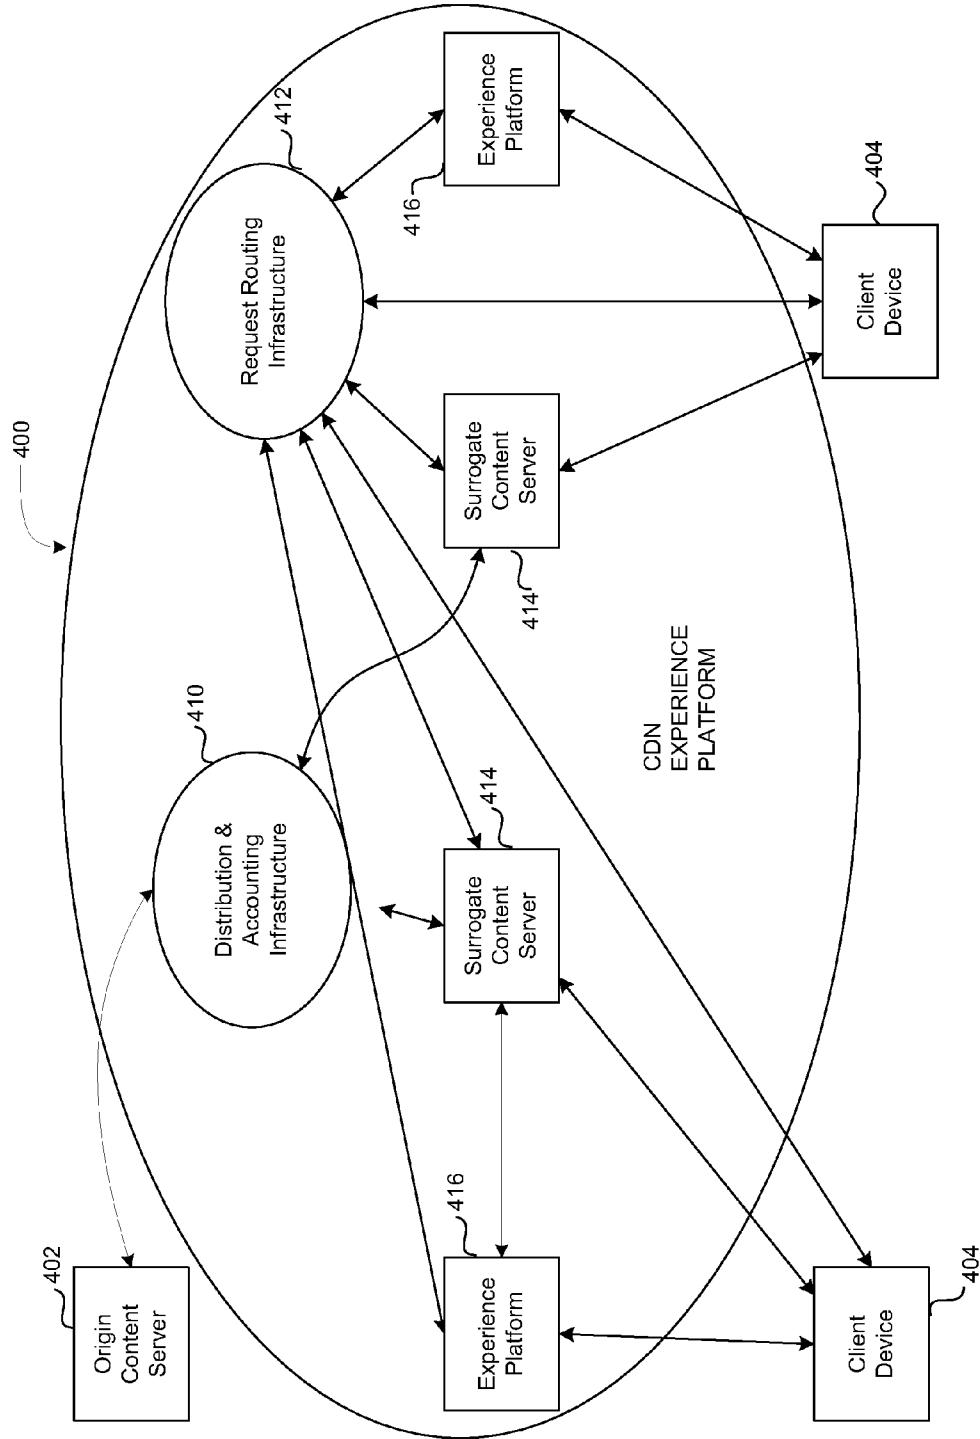 400
402
Origin
Content
Server
410
Distribution &
Accounting
Infrastructure
412
Request Routing
Infrastructure
416
Experience
Platform
414
Surrogate
Content
Server
414
Surrogate
Content
Server
416
Experience
Platform
CDN
EXPERIENCE
PLATFORM
Client
Device
404
Client
Device
404